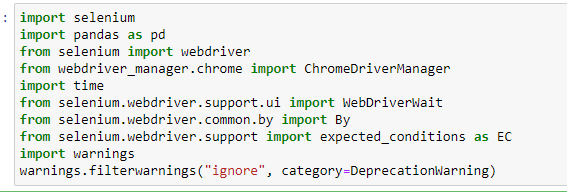 : import selenium
import pandas as pd
from selenium import webdriver
from webdriver_manager.chrome import ChromeDriverManager
import time
from selenium.webdriver.support.ui import WebDriverWait
from selenium.webdriver.common.by import By
from selenium.webdriver.support import expected_conditions as EC
import warnings
warnings.filterwarnings("ignore", category=DeprecationWarning)